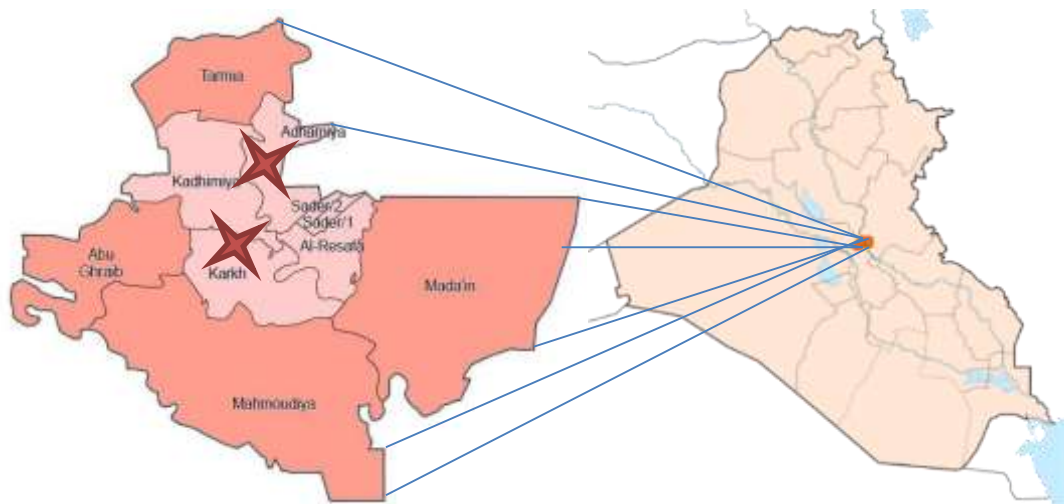 Tarmia
Adhamiya
Kadhimiya
Sader/2
Sader/1
Al-Resafa
Abu
Ghraib
Karkh
Mada'in
Mahmoudiya